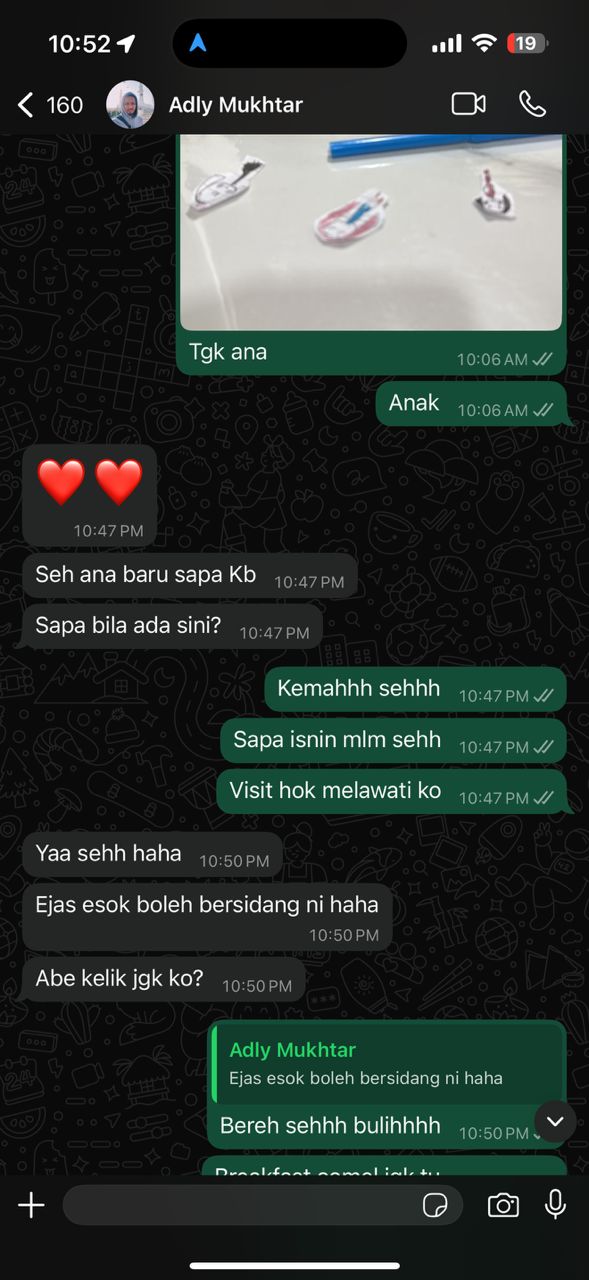 10:52
19
160
Adly Mukhtar
Tgk ana
10:06 AM
Anak
10:06 AM
❤️❤️
10:47 PM
Seh ana baru sapa Kb
10:47 PM
Sapa bila ada sini?
10:47 PM
Kemahhh sehhh
10:47 PM
Sapa isnin mlm sehh
10:47 PM
Visit hok melawati ko
10:47 PM
Yaa sehh haha
10:50 PM
Ejas esok boleh bersidang ni haha
10:50 PM
Abe kelik jgk ko?
10:50 PM
Adly Mukhtar
Ejas esok boleh bersidang ni haha
Bereh sehhh bulihhhh
10:50 PM
Breakfast